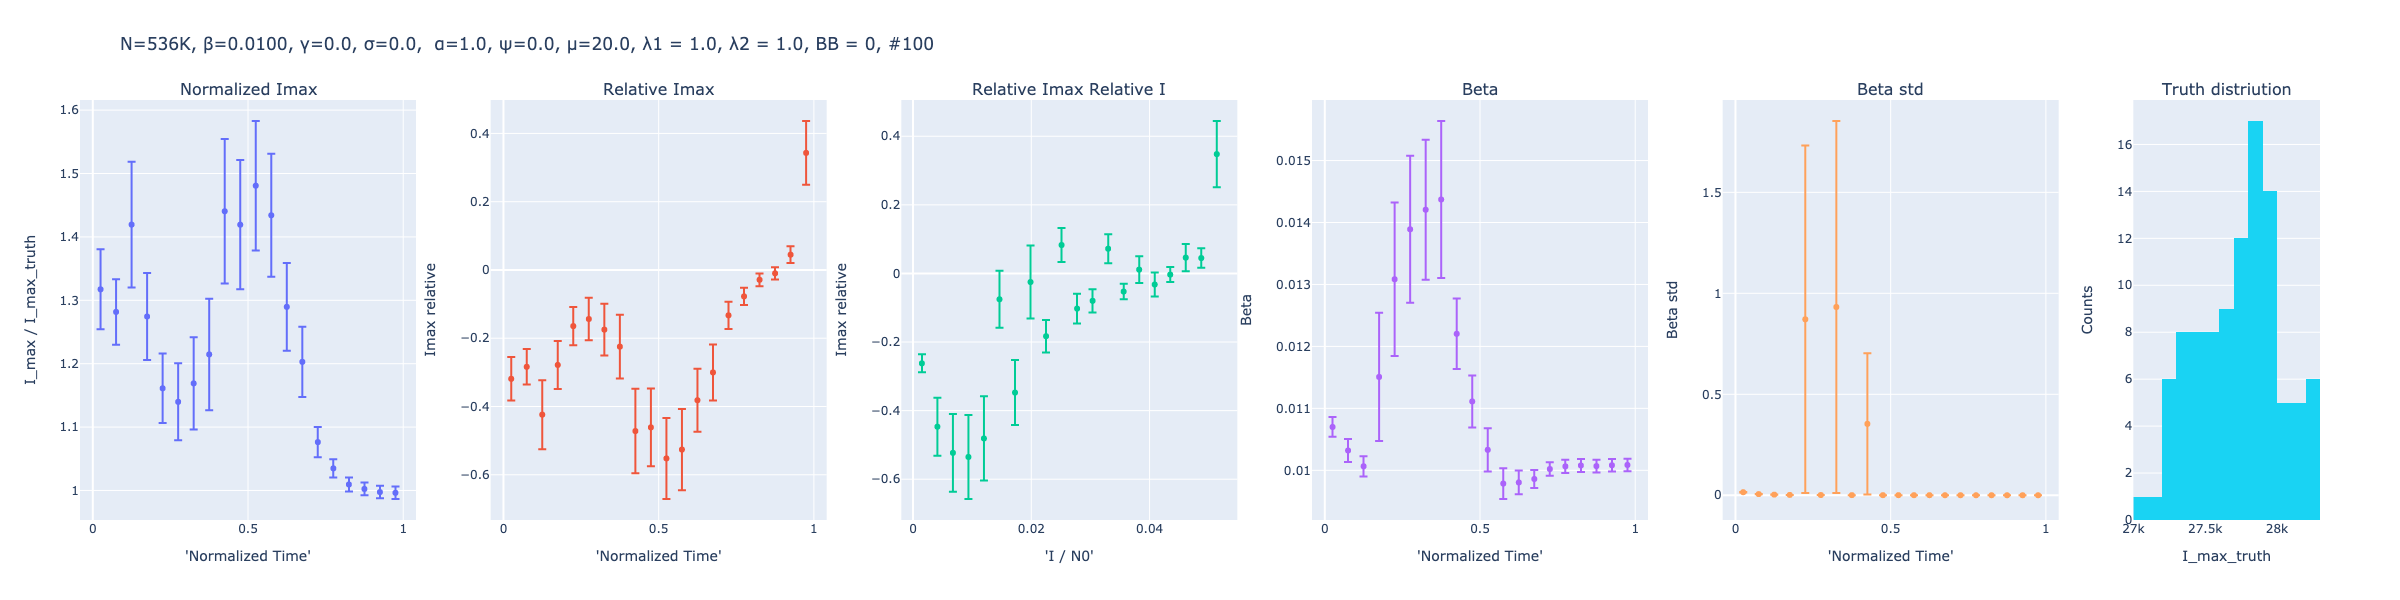 N=536K, β=0.0100, γ=0.0, σ=0.0,  α=1.0, ψ=0.0, μ=20.0, λ1 = 1.0, λ2 = 1.0, BB = 0, #100
Normalized Imax
I_max / I_max_truth
1.6
1.5
1.4
1.3
1.2
1.1
1
0 0.5 1
'Normalized Time'
Relative Imax
Imax relative
0.4
0.2
0
−0.2
−0.4
−0.6
0 0.5 1
'Normalized Time'
Relative Imax Relative I
Imax relative
0.4
0.2
0
−0.2
−0.4
−0.6
0 0.02 0.04
'I / N0'
Beta
Beta
0.015
0.014
0.013
0.012
0.011
0.01
0 0.5 1
'Normalized Time'
Beta std
Beta std
1.5
1
0.5
0
0 0.5 1
'Normalized Time'
Truth distriution
Counts
16
14
12
10
8
6
4
2
0
27k 27.5k 28k
I_max_truth